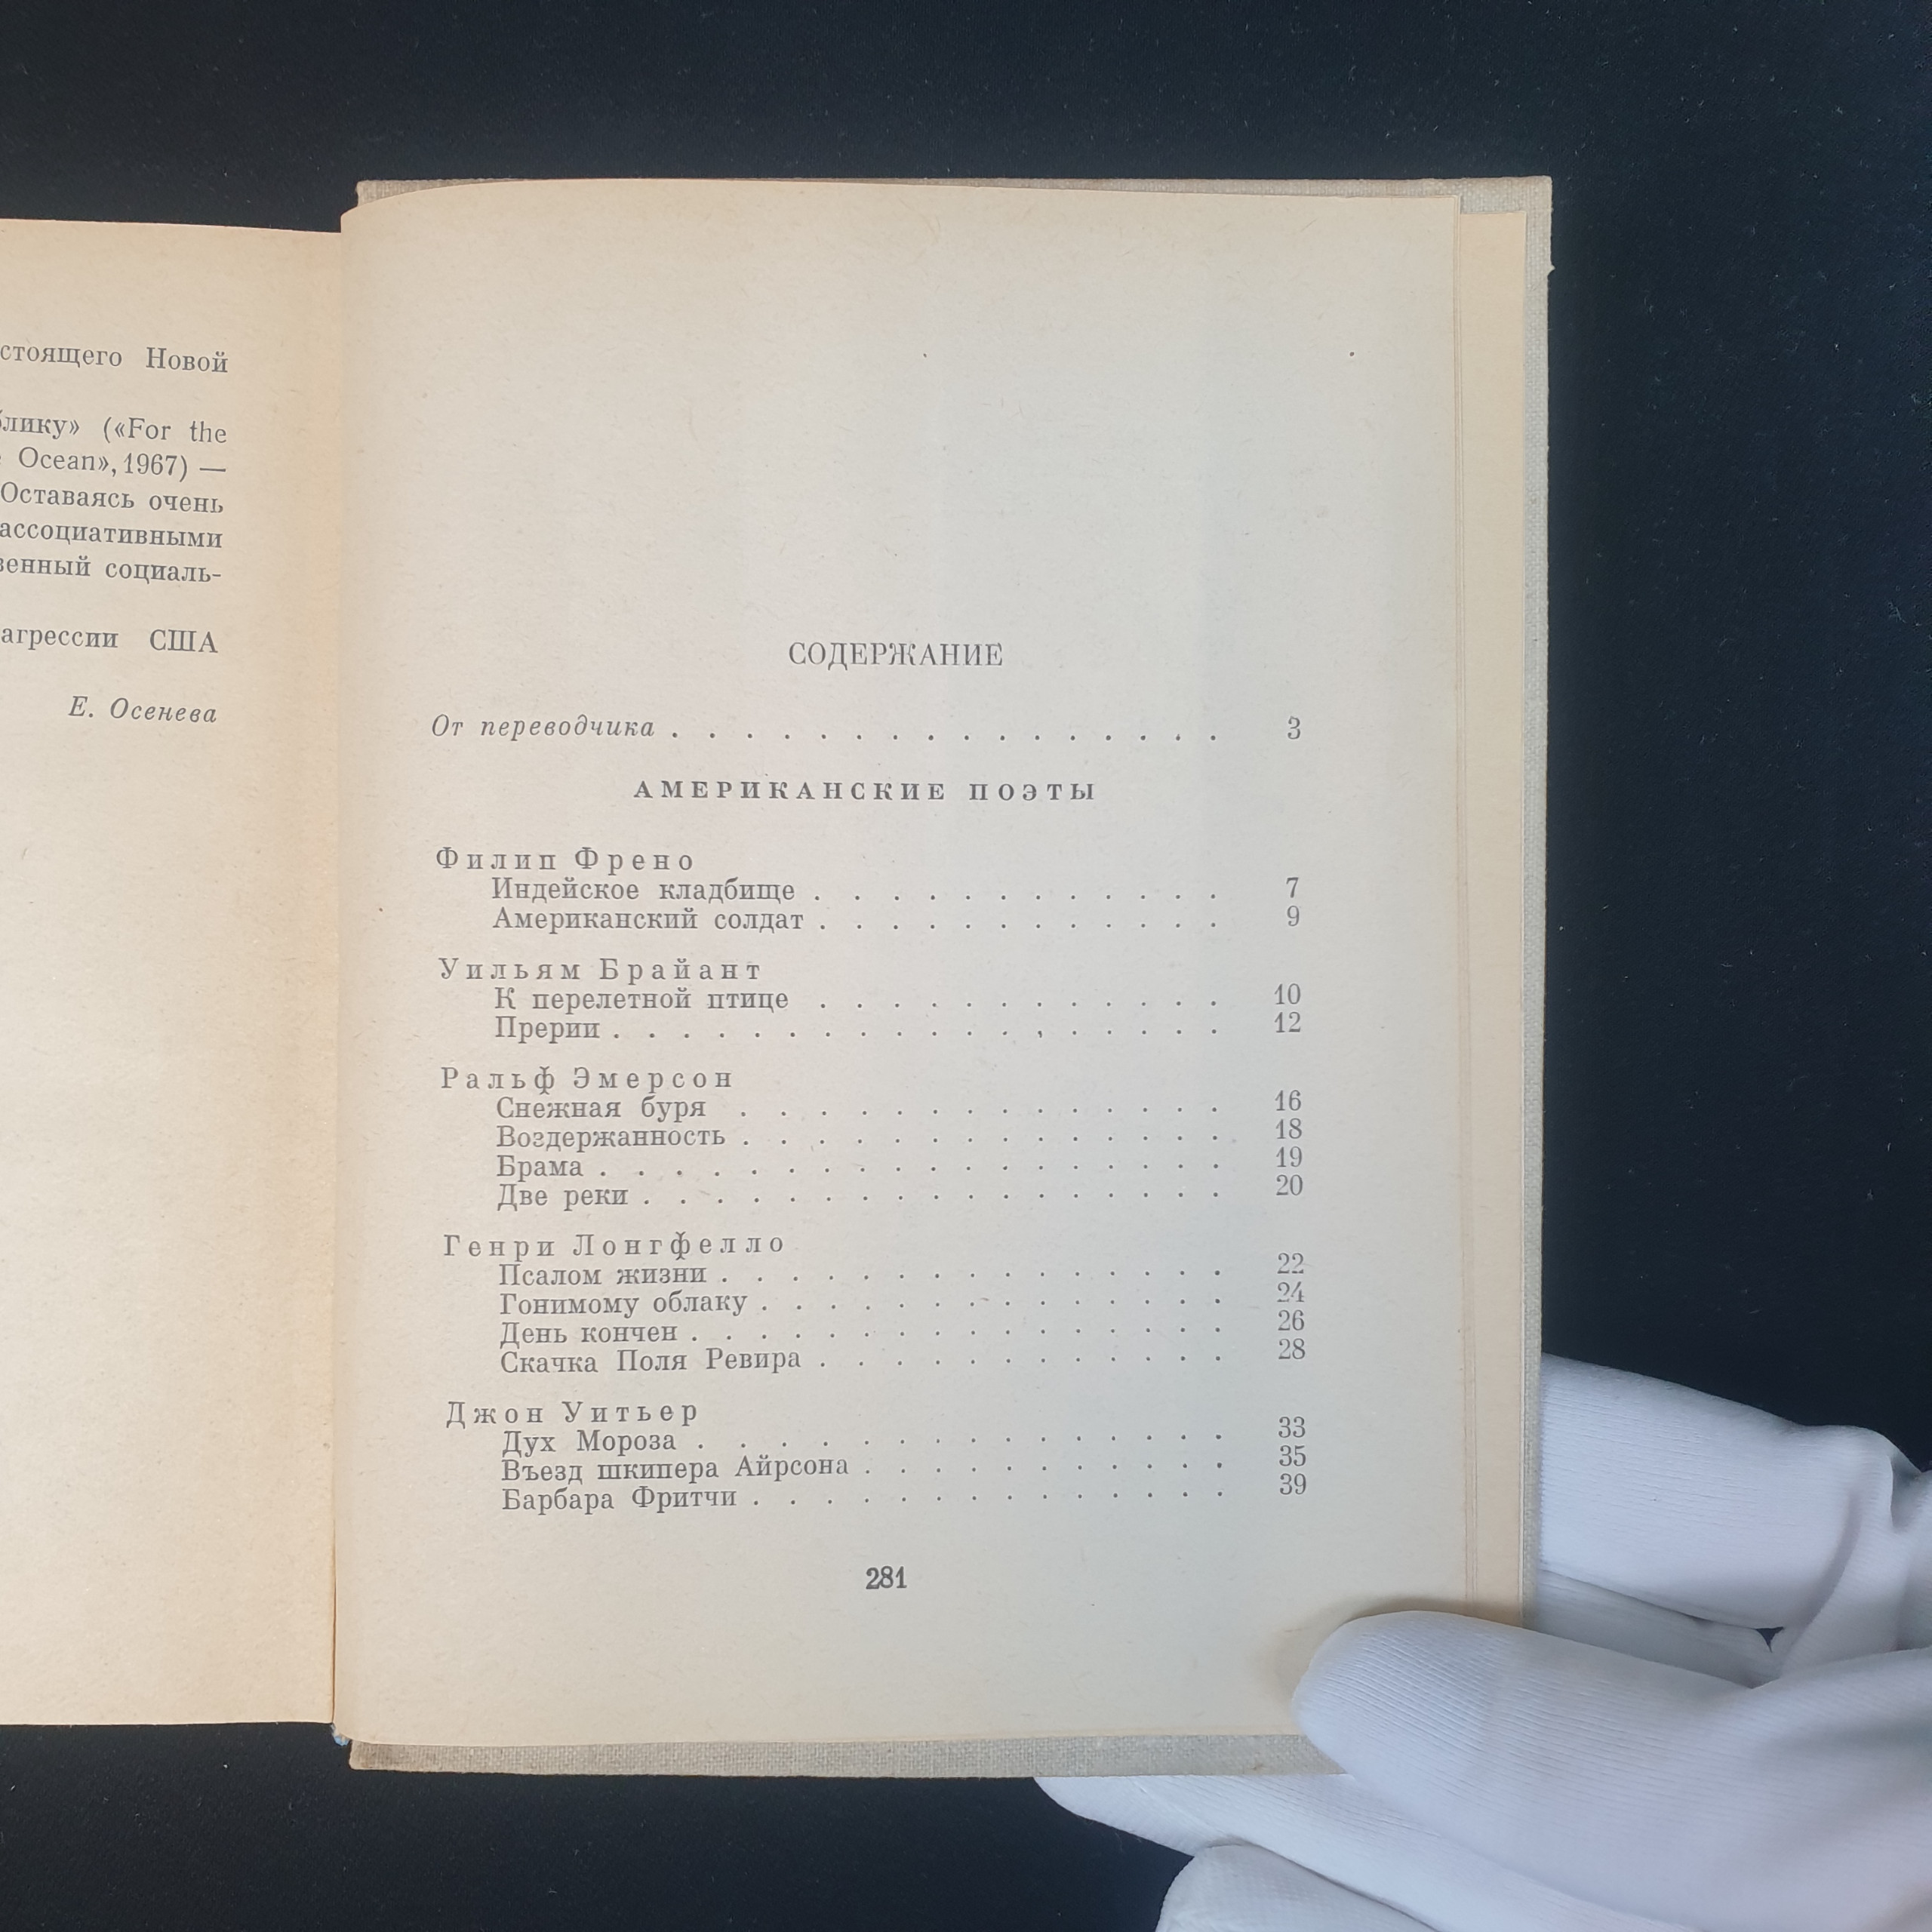 Новой
(«For the
Ocean», 1967) —
Оставаясь очень
ассоциативными
социаль-
агрессии США
Е. Осенева
СОДЕРЖАНИЕ
От переводчика . . . . . . . . . . . . . . . . 3
АМЕРИКАНСКИЕ ПОЭТЫ
Филип Френо
Индейское кладбище . . . . . . . . . . . . 7
Американский солдат . . . . . . . . . . . . 9
Уильям Брайант
К перелетной птице . . . . . . . . . . . . 10
Прерии . . . . . . . . . . . . . . . . . . 12
Ральф Эмерсон
Снежная буря . . . . . . . . . . . . . . 16
Воздержанность . . . . . . . . . . . . . . 18
Брама . . . . . . . . . . . . . . . . . . 19
Две реки . . . . . . . . . . . . . . . . . 20
Генри Лонгфелло
Псалом жизни . . . . . . . . . . . . . . . 22
Гонимому облаку . . . . . . . . . . . . . . 24
День кончен . . . . . . . . . . . . . . . . 26
Скачка Поля Ревира . . . . . . . . . . . . 28
Джон Уитьер
Дух Мороза . . . . . . . . . . . . . . . 33
Въезд шкипера Айрсона . . . . . . . . . . . 35
Барбара Фритчи . . . . . . . . . . . . . . 39
281